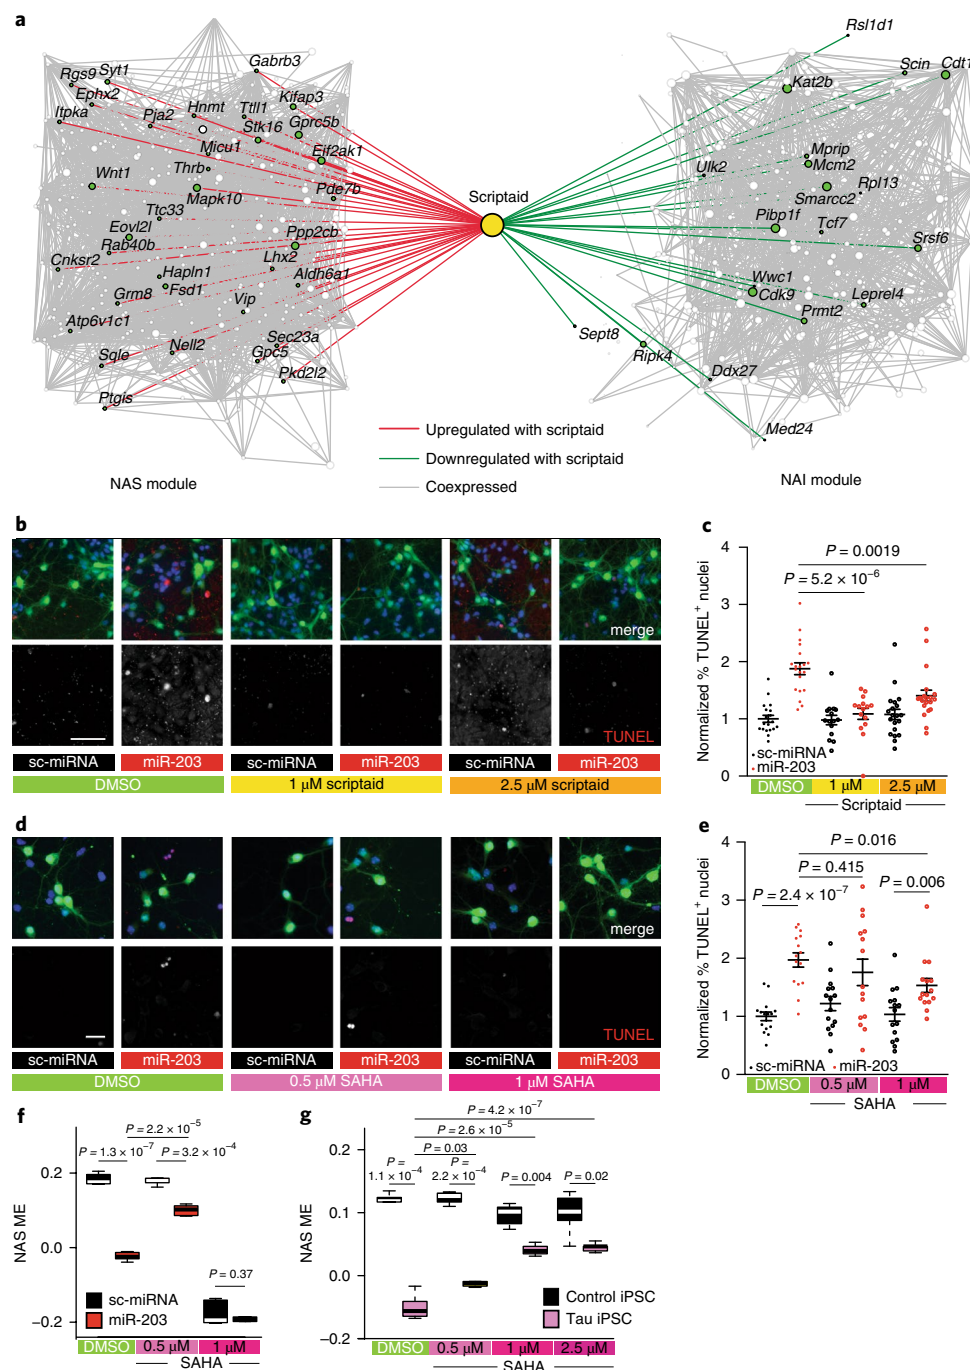 a
Rsl1d1
Gabrb3
Scin
Cdt1
Rgs9
Syt1
Kat2b
Ephx2
Hnmt
Ttll1
Kifap3
Itpka
Pja2
Stk16
Gprc5b
Micu1
Eif2ak1
Mprip
Mcm2
Thrb
Ulk2
Wnt1
Mapk10
Pde7b
Scriptaid
Rpl13
Smarcc2
Ttc33
Pibp1f
Tcf7
Eovl2l
Ppp2cb
Srsf6
Rab40b
Cnksr2
Lhx2
Hapln1
Aldh6a1
Wwc1
Fsd1
Cdk9
Leprel4
Grm8
Vip
Prmt2
Atp6v1c1
Sept8
Sec23a
Nell2
Gpc5
Ripk4
Sqle
Pkd2l2
Ddx27
Ptgis
Med24
Upregulated with scriptaid
Downregulated with scriptaid
Coexpressed
NAS module
NAI module
b
merge
TUNEL
sc-miRNA miR-203 sc-miRNA miR-203 sc-miRNA miR-203
DMSO 1 μM scriptaid 2.5 μM scriptaid
c
Normalized % TUNEL+ nuclei
4
3
2
1
0
P = 0.0019
P = 5.2 × 10−6
sc-miRNA
miR-203
DMSO 1 μM 2.5 μM
Scriptaid
d
merge
TUNEL
sc-miRNA miR-203 sc-miRNA miR-203 sc-miRNA miR-203
DMSO 0.5 μM SAHA 1 μM SAHA
e
Normalized % TUNEL+ nuclei
4
3
2
1
0
P = 0.016
P = 0.415
P = 2.4 × 10−7
P = 0.006
sc-miRNA miR-203
DMSO 0.5 μM 1 μM
SAHA
f
NAS ME
0.2
0.0
−0.2
P = 2.2 × 10−5
P = 1.3 × 10−7 P = 3.2 × 10−4
P = 0.37
sc-miRNA
miR-203
DMSO 0.5 μM 1 μM
SAHA
g
NAS ME
0.1
0.0
−0.2
P = 4.2 × 10−7
P = 2.6 × 10−5
P = 0.03
P =
1.1 × 10−4
P =
2.2 × 10−4
P = 0.004
P = 0.02
Control iPSC
Tau iPSC
DMSO 0.5 μM 1 μM 2.5 μM
SAHA